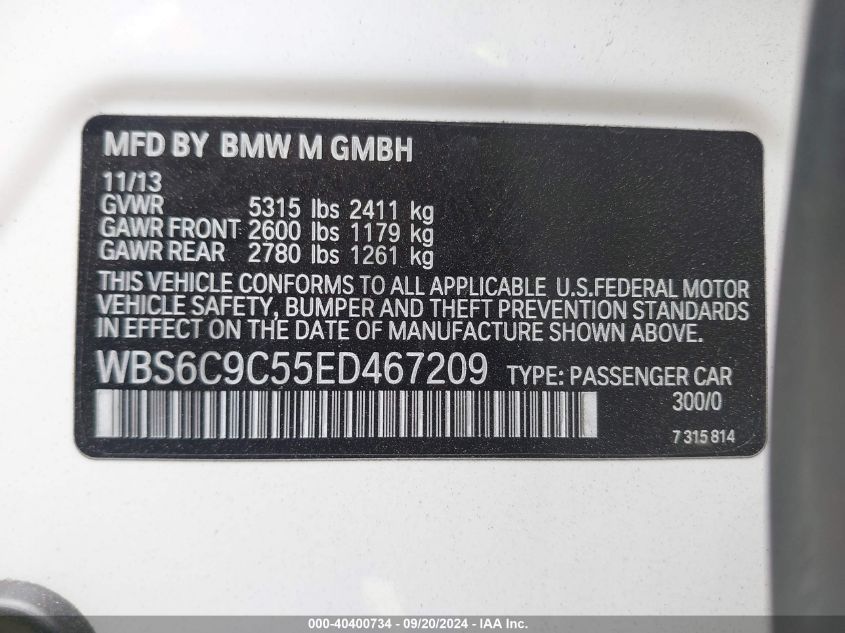 MFD BY BMW M GMBH
11/13
GVWR 5315 lbs 2411 kg
GAWR FRONT 2600 lbs 1179 kg
GAWR REAR 2780 lbs 1261 kg
THIS VEHICLE CONFORMS TO ALL APPLICABLE U.S.FEDERAL MOTOR
VEHICLE SAFETY, BUMPER AND THEFT PREVENTION STANDARDS
IN EFFECT ON THE DATE OF MANUFACTURE SHOWN ABOVE.
WBS6C9C55ED467209 TYPE: PASSENGER CAR
300/0
7 315 814
000-40400734 - 09/20/2024 - IAA Inc.